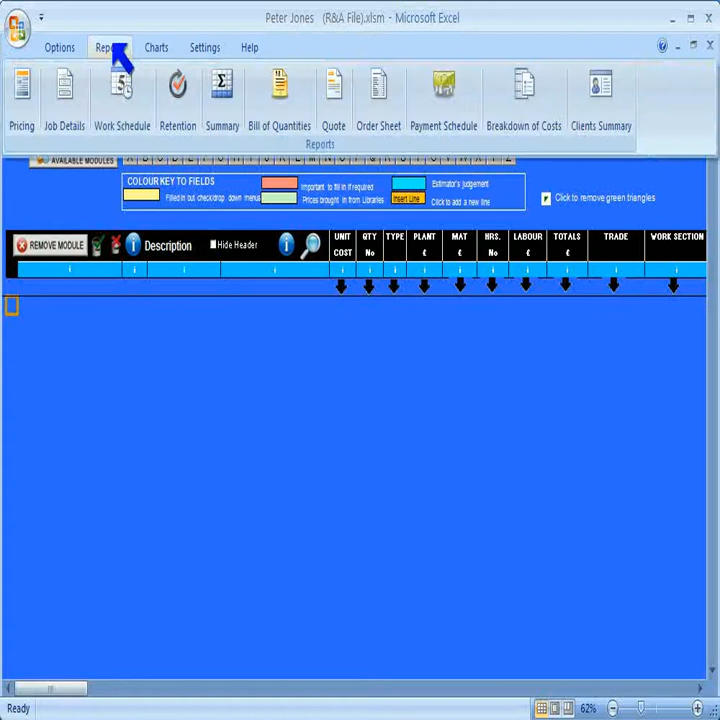 Peter Jones (R&A File).xlsm - Microsoft Excel
Options
Charts
Settings
Help
Pricing
Job Details
Work Schedule
Retention
Summary
Bill of Quantities
Quote
Order Sheet
Payment Schedule
Breakdown of Costs
Clients Summary
Reports
AVAILABLE MODULES
COLOUR KEY TO FIELDS
Important to fill in if required
Estimator's judgement
Filled in but check/drop down menus
Prices brought in from Libraries
Insert Line
Click to add a new line
Click to remove green triangles
REMOVE MODULE
Description
Hide Header
UNIT COST
QTY No
TYPE
PLANT £
MAT £
HRS. No
LABOUR £
TOTALS £
TRADE
WORK SECTION
Ready
62%